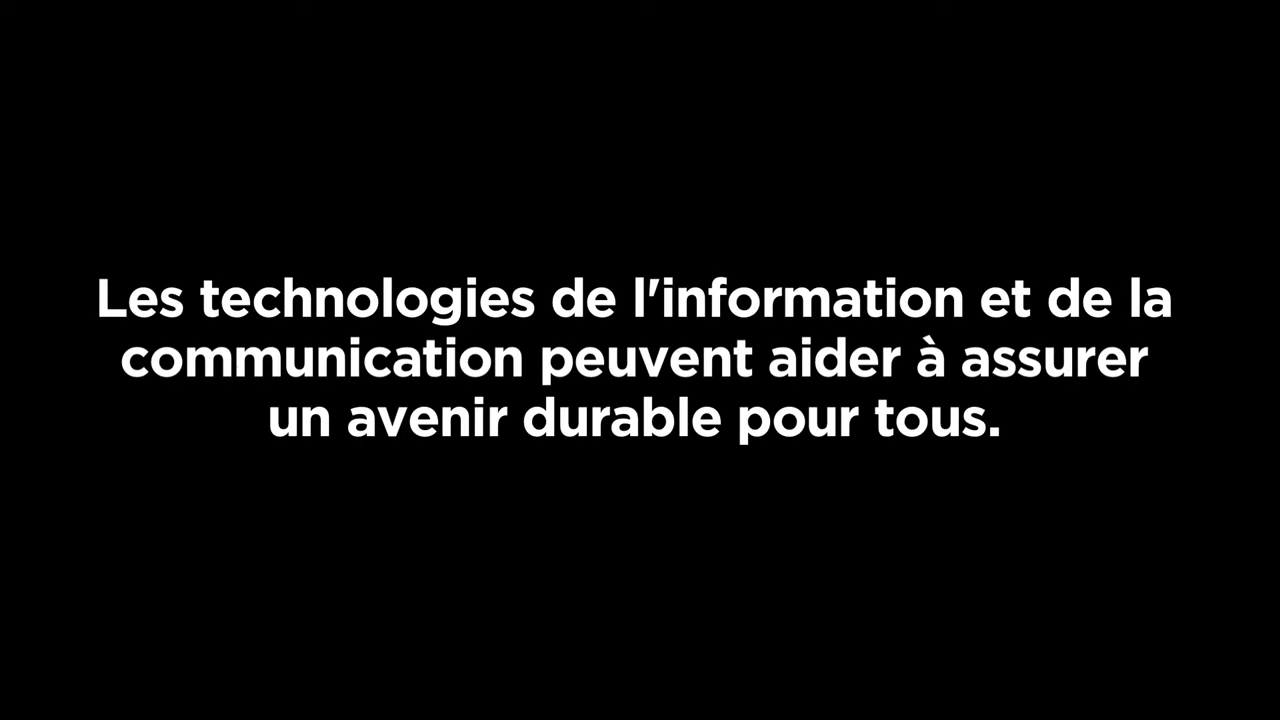 Les technologies de l'information et de la
communication peuvent aider à assurer
un avenir durable pour tous.